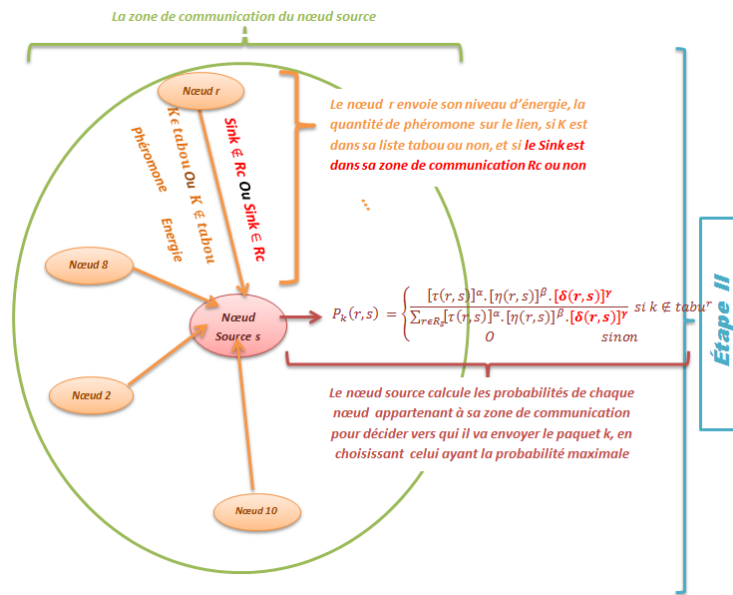 La zone de communication du nœud source
Nœud r
K ∈ tabou Ou K ∉ tabou
Phéromone Energie
Sink ∉ Rc Ou Sink ∈ Rc
Le nœud r envoie son niveau d'énergie, la
quantité de phéromone sur le lien, si K est
dans sa liste tabou ou non, et si le Sink est
dans sa zone de communication Rc ou non
...
Nœud 8
Nœud
Source s
P_k(r,s) = { [τ(r,s)]^α.[η(r,s)]^β.[δ(r,s)]^γ / ∑_{r∈R_s}[τ(r,s)]^α.[η(r,s)]^β.[δ(r,s)]^γ si k ∉ tabu^r
0 sinon
Étape II
Nœud 2
Le nœud source calcule les probabilités de chaque
nœud appartenant à sa zone de communication
pour décider vers qui il va envoyer le paquet k, en
choisissant celui ayant la probabilité maximale
Nœud 10